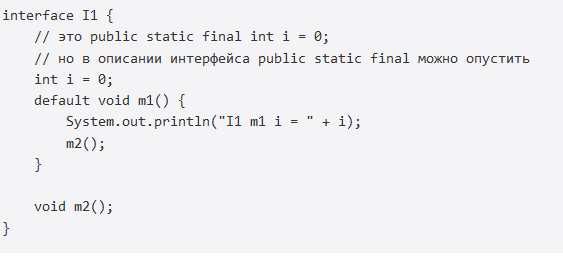 interface I1 {
    // это public static final int i = 0;
    // но в описании интерфейса public static final можно опустить
    int i = 0;
    default void m1() {
        System.out.println("I1 m1 i = " + i);
        m2();
    }

    void m2();
}